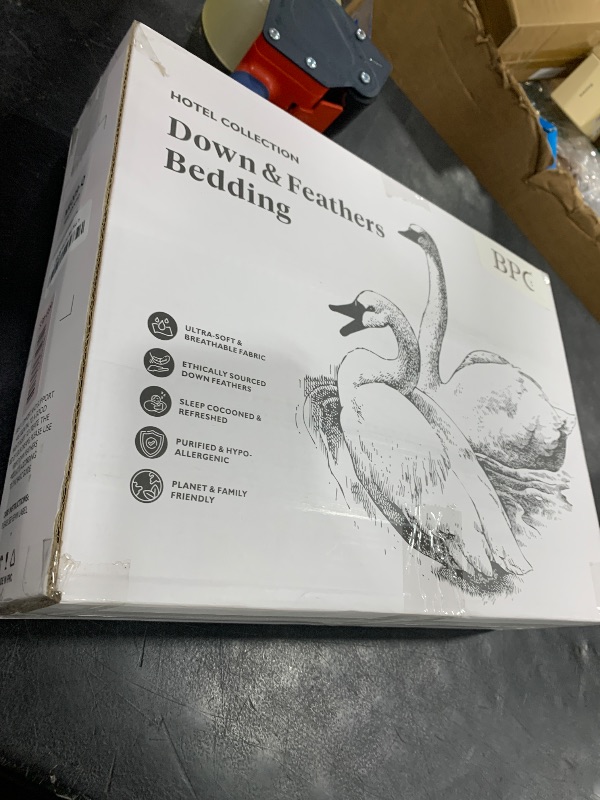 HOTEL COLLECTION
Down & Feathers
Bedding
BPG
ULTRA-SOFT &
BREATHABLE FABRIC
ETHICALLY SOURCED
DOWN FEATHERS
SLEEP COCOONED &
REFRESHED
PURIFIED & HYPO-
ALLERGENIC
PLANET & FAMILY
FRIENDLY